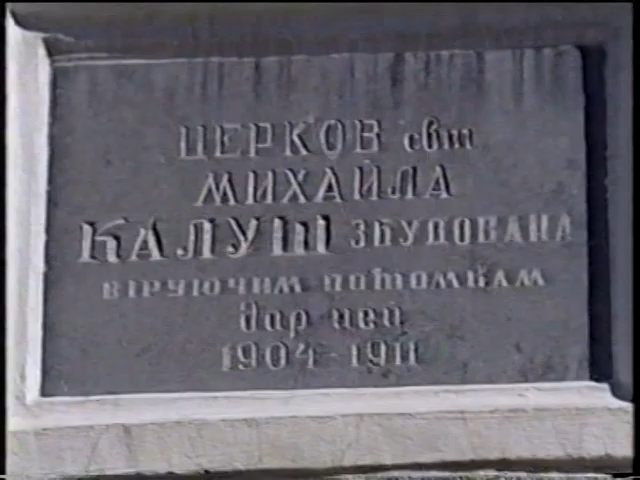 ЦЕРКОВ свт
МИХАЙЛА
КАЛУШ ЗБУДОВАНА
ВІРУЮЧИМ ПОТОМКАМ
дар цей
1904-1911